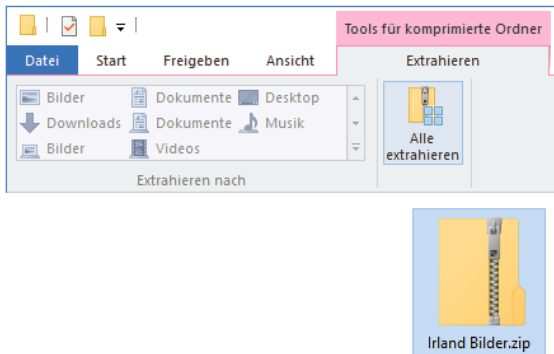 Tools für komprimierte Ordner
Datei Start Freigeben Ansicht Extrahieren
Bilder Dokumente Desktop
Downloads Dokumente Musik
Bilder Videos
Alle
extrahieren
Extrahieren nach
Irland Bilder.zip